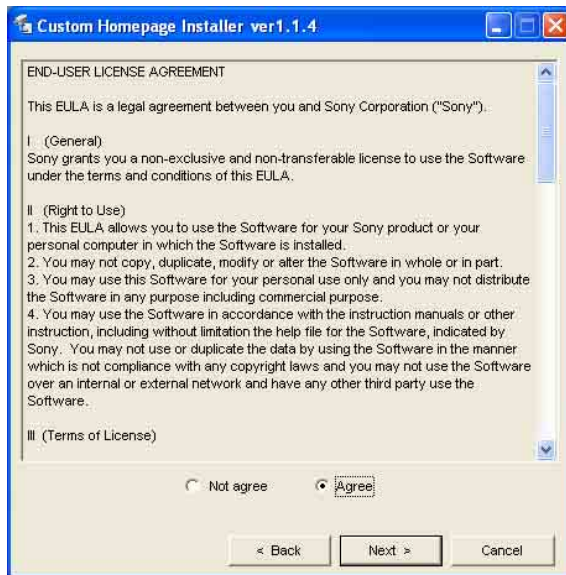 Custom Homepage Installer ver1.1.4
END-USER LICENSE AGREEMENT
This EULA is a legal agreement between you and Sony Corporation ("Sony").
I (General)
Sony grants you a non-exclusive and non-transferable license to use the Software
under the terms and conditions of this EULA.
II (Right to Use)
1. This EULA allows you to use the Software for your Sony product or your
personal computer in which the Software is installed.
2. You may not copy, duplicate, modify or alter the Software in whole or in part.
3. You may use this Software for your personal use only and you may not distribute
the Software in any purpose including commercial purpose.
4. You may use the Software in accordance with the instruction manuals or other
instruction, including without limitation the help file for the Software, indicated by
Sony. You may not use or duplicate the data by using the Software in the manner
which is not compliance with any copyright laws and you may not use the Software
over an internal or external network and have any other third party use the
Software.
III (Terms of License)
Not agree Agree
< Back Next > Cancel